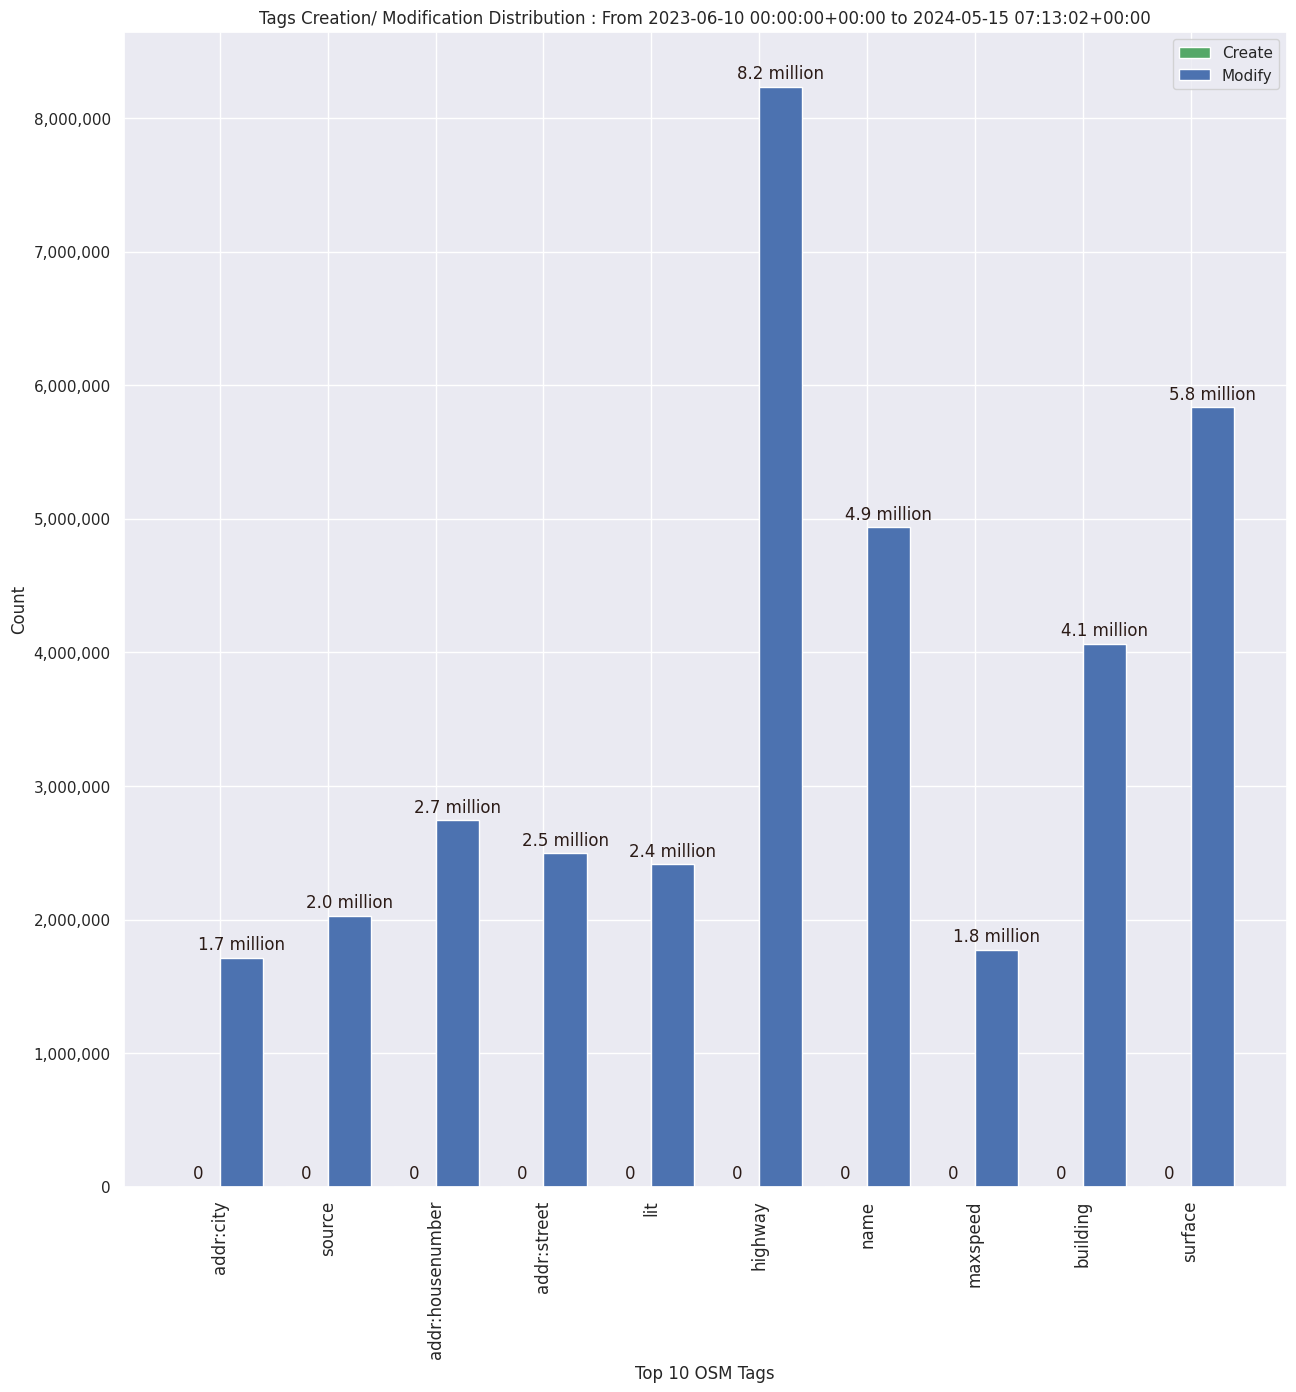 Tags Creation/ Modification Distribution : From 2023-06-10 00:00:00+00:00 to 2024-05-15 07:13:02+00:00
Create
Modify
8.2 million
8,000,000
7,000,000
6,000,000
5.8 million
5,000,000
4.9 million
Count
4.1 million
4,000,000
3,000,000
2.7 million
2.5 million
2.4 million
2.0 million
2,000,000
1.7 million
1.8 million
1,000,000
0 0 0 0 0 0 0 0 0 0
0
addr:city
source
addr:housenumber
addr:street
lit
highway
name
maxspeed
building
surface
Top 10 OSM Tags